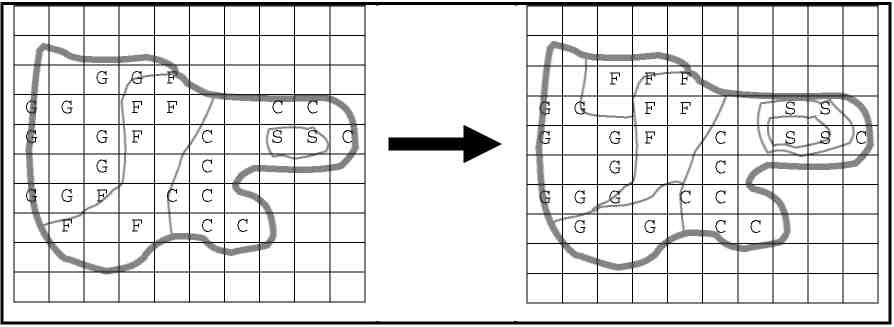 G G F
G G F F C C
G G F C S S C
G C
G G F C C
F F C C
F F F
G G F F S S
G G F C S S C
G C
G G G C C
G G C C